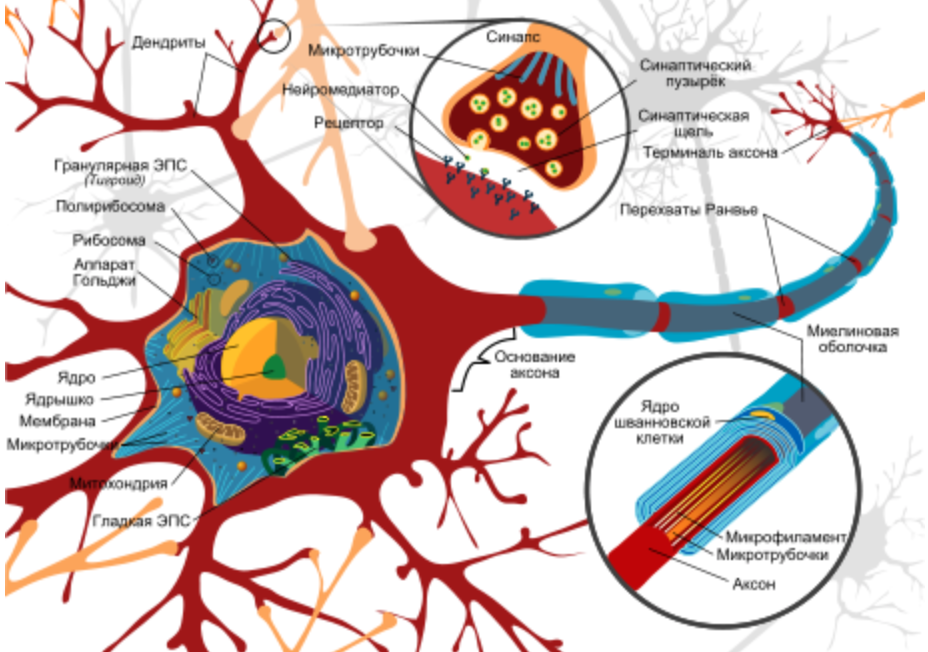 Дендриты
Синапс
Микротрубочки
Нейромедиатор
Рецептор
Синаптический
пузырёк
Синаптическая
щель
Терминаль аксона
Гранулярная ЭПС
(Тигроид)
Полирибосома
Рибосома
Аппарат
Гольджи
Перехваты Ранвье
Миелиновая
оболочка
Основание
аксона
Ядро
Ядрышко
Мембрана
Микротрубочки
Митохондрия
Гладкая ЭПС
Ядро
шванновской
клетки
Микрофиламент
Микротрубочки
Аксон